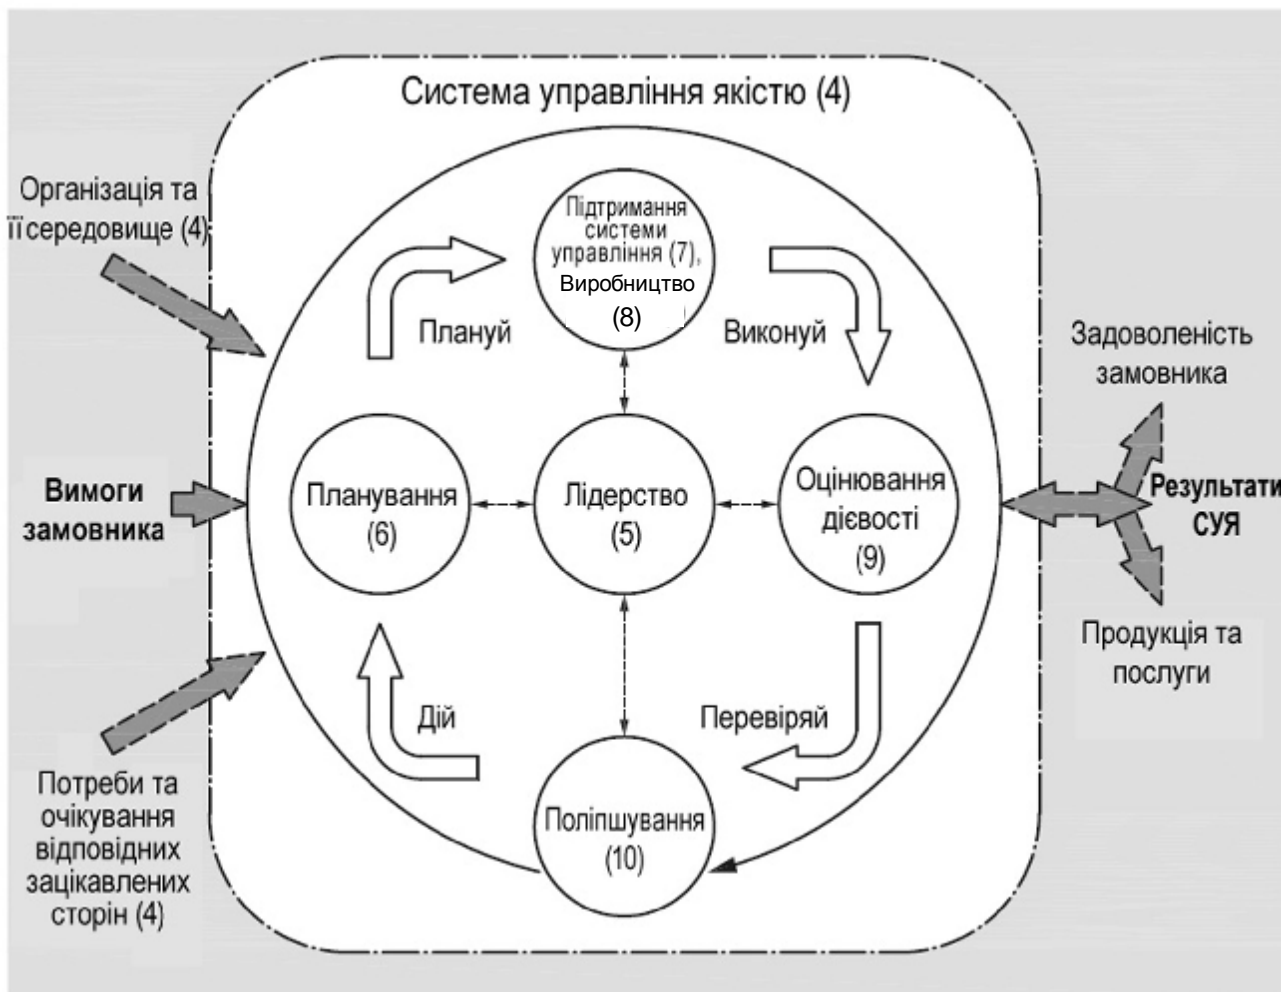 Система управління якістю (4)
Організація та
її середовище (4)
Підтримання
системи
управління (7),
Виробництво
(8)
Плануй
Виконуй
Задоволеність
замовника
Вимоги
замовника
Планування
(6)
Лідерство
(5)
Оцінювання
дієвості
(9)
Результати
СУЯ
Продукція та
послуги
Дій
Перевіряй
Потреби та
очікування
відповідних
зацікавлених
сторін (4)
Поліпшування
(10)